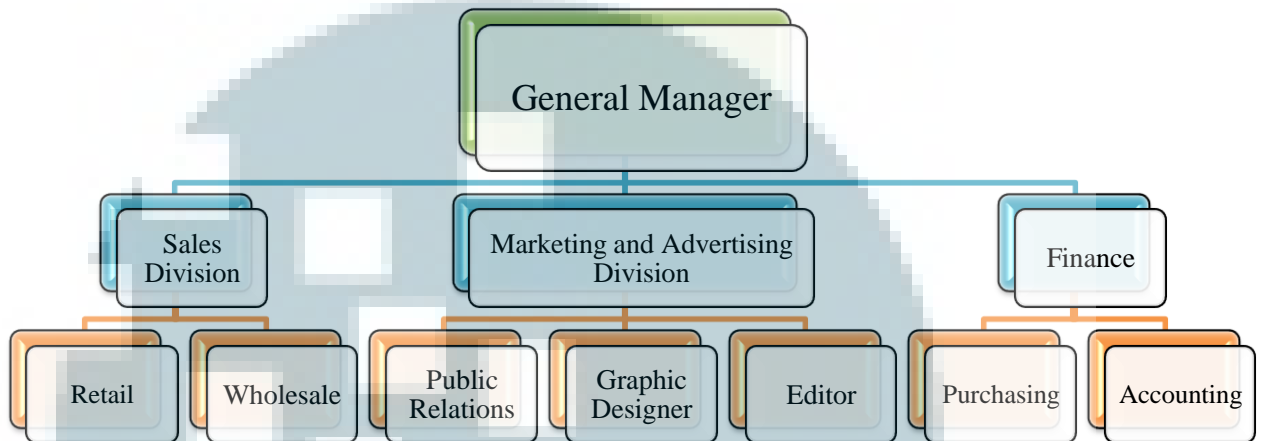 General Manager
Sales
Division
Marketing and Advertising
Division
Finance
Retail
Wholesale
Public
Relations
Graphic
Designer
Editor
Purchasing
Accounting